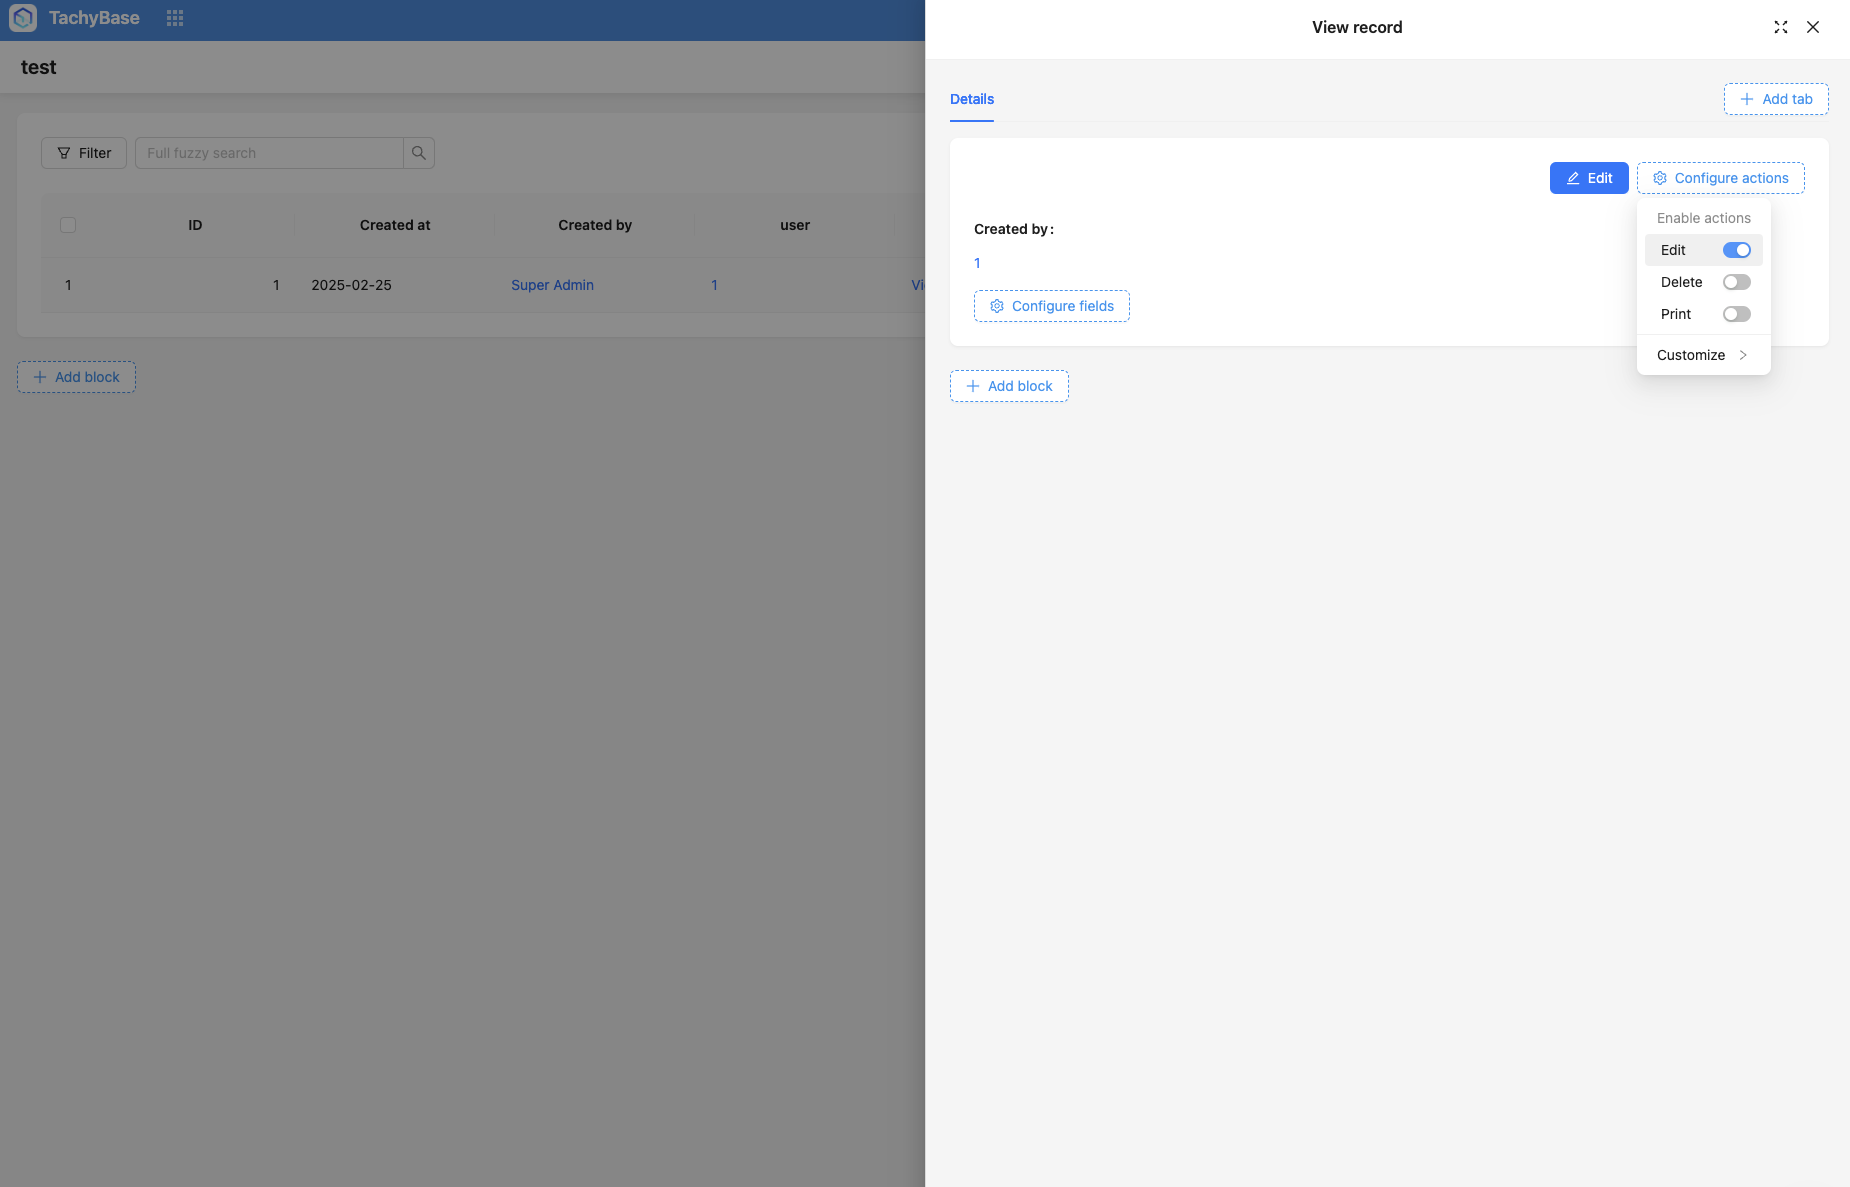 TachyBase
test
Filter
Full fuzzy search
ID
Created at
Created by
user
1
1
2025-02-25
Super Admin
1
Vi
Add block
View record
Details
Add tab
Edit
Configure actions
Created by:
1
Configure fields
Add block
Enable actions
Edit
Delete
Print
Customize